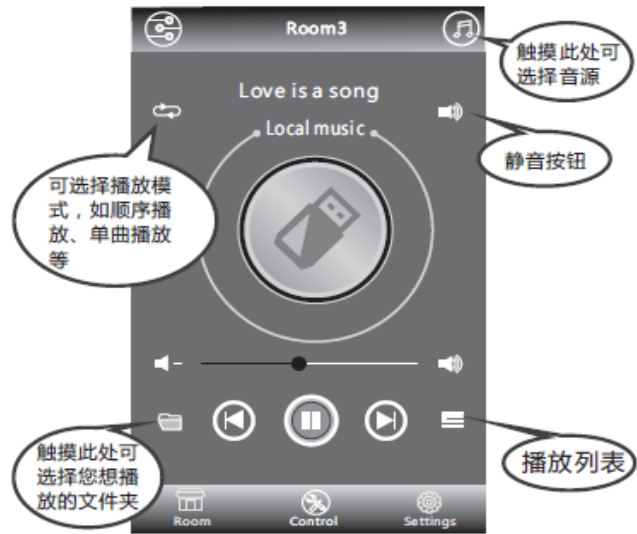 Room3
触摸此处可
选择音源
Love is a song
Local music
静音按钮
可选择播放模
式，如顺序播
放、单曲播放
等
触摸此处可
选择您想播
放的文件夹
播放列表
Room
Control
Settings